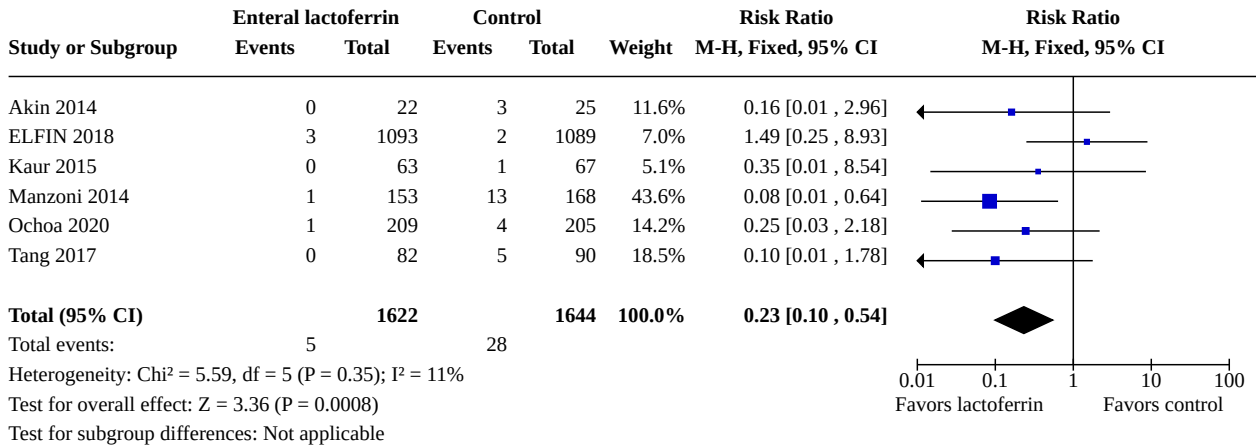 Enteral lactoferrin Control Risk Ratio Risk Ratio
Study or Subgroup Events Total Events Total Weight M-H, Fixed, 95% CI M-H, Fixed, 95% CI
Akin 2014 0 22 3 25 11.6% 0.16 [0.01 , 2.96]
ELFIN 2018 3 1093 2 1089 7.0% 1.49 [0.25 , 8.93]
Kaur 2015 0 63 1 67 5.1% 0.35 [0.01 , 8.54]
Manzoni 2014 1 153 13 168 43.6% 0.08 [0.01 , 0.64]
Ochoa 2020 1 209 4 205 14.2% 0.25 [0.03 , 2.18]
Tang 2017 0 82 5 90 18.5% 0.10 [0.01 , 1.78]
Total (95% CI) 1622 1644 100.0% 0.23 [0.10 , 0.54]
Total events: 5 28
Heterogeneity: Chi² = 5.59, df = 5 (P = 0.35); I² = 11%
0.01 0.1 1 10 100
Test for overall effect: Z = 3.36 (P = 0.0008)
Favors lactoferrin Favors control
Test for subgroup differences: Not applicable